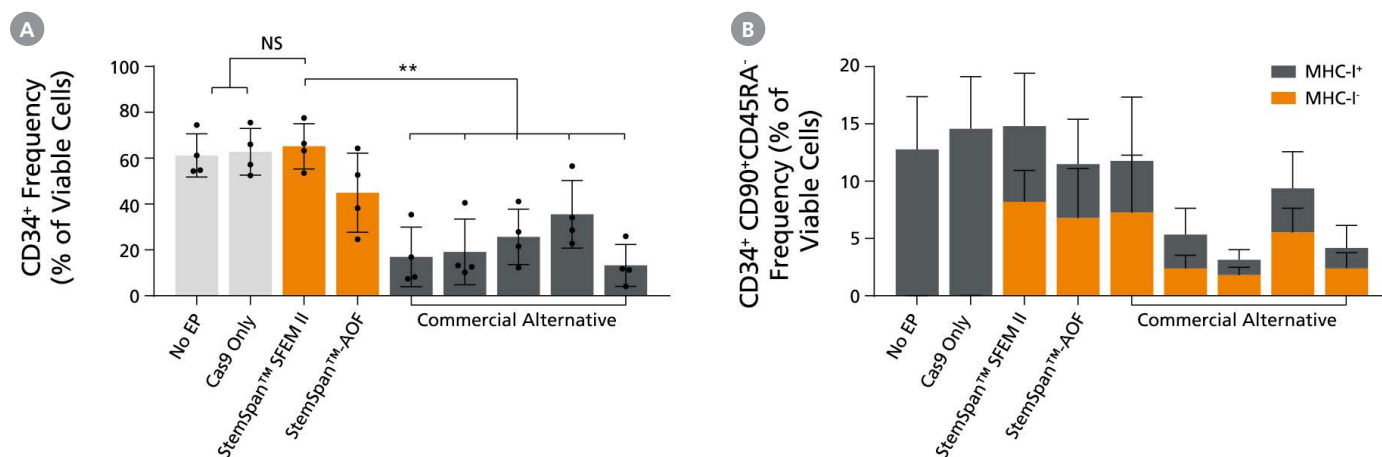 A
CD34⁺ Frequency
(% of Viable Cells)
100
80
60
40
20
0
NS
**
No EP
Cas9 Only
StemSpan™ SFEM II
StemSpan™-AOF
Commercial Alternative
B
CD34⁺ CD90⁺CD45RA⁻
Frequency (% of
Viable Cells)
20
15
10
5
0
MHC-I⁺
MHC-I⁻
No EP
Cas9 Only
StemSpan™ SFEM II
StemSpan™-AOF
Commercial Alternative